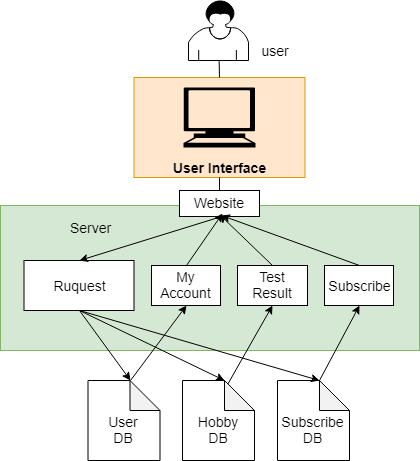 user
User Interface
Website
Server
Ruquest
My
Account
Test
Result
Subscribe
User
DB
Hobby
DB
Subscribe
DB